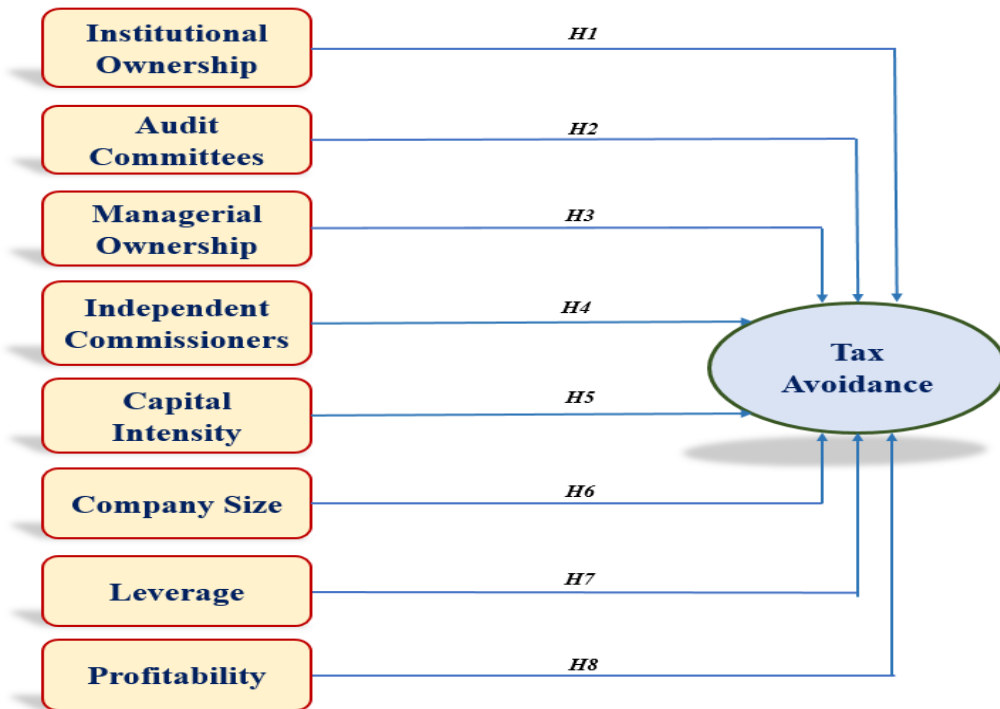 Institutional
Ownership
H1
Audit
Committees
H2
Managerial
Ownership
H3
Independent
Commissioners
H4
Capital
Intensity
H5
Company Size
H6
Leverage
H7
Profitability
H8
Tax
Avoidance